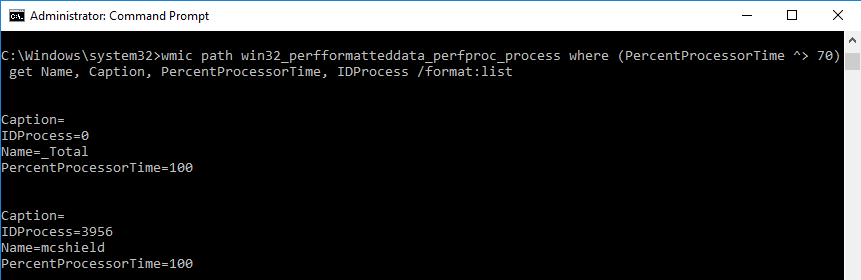 Administrator: Command Prompt
C:\Windows\system32>wmic path win32_perfformatteddata_perfproc_process where (PercentProcessorTime ^> 70)
get Name, Caption, PercentProcessorTime, IDProcess /format:list
Caption=
IDProcess=0
Name=_Total
PercentProcessorTime=100
Caption=
IDProcess=3956
Name=mcshield
PercentProcessorTime=100